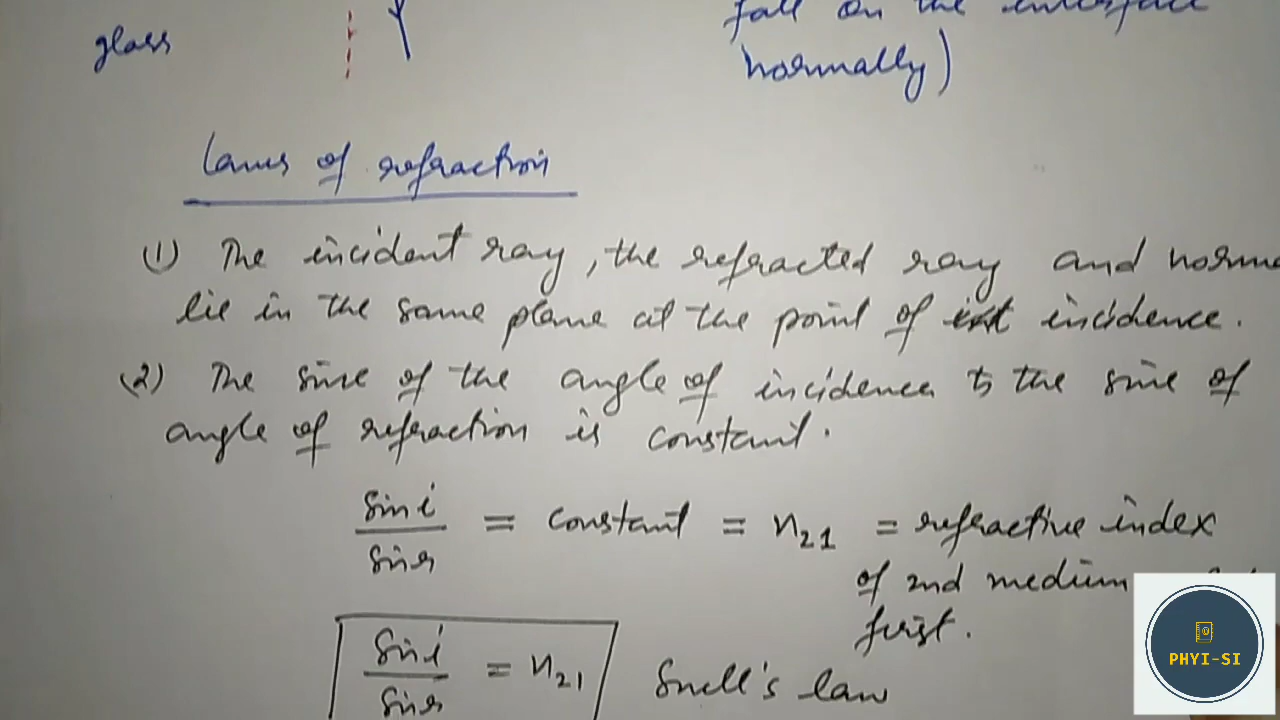 fall on the interface
glass
normally)
Laws of refraction
(1) The incident ray, the refracted ray and norma
lie in the same plane at the point of incidence.
(2) The sine of the angle of incidence to the sine of
angle of refraction is constant.
sin i
= constant = n21 = refractive index
sin r
of 2nd medium
first.
sin i
= n21 Snell's law
sin r
PHYI-SI